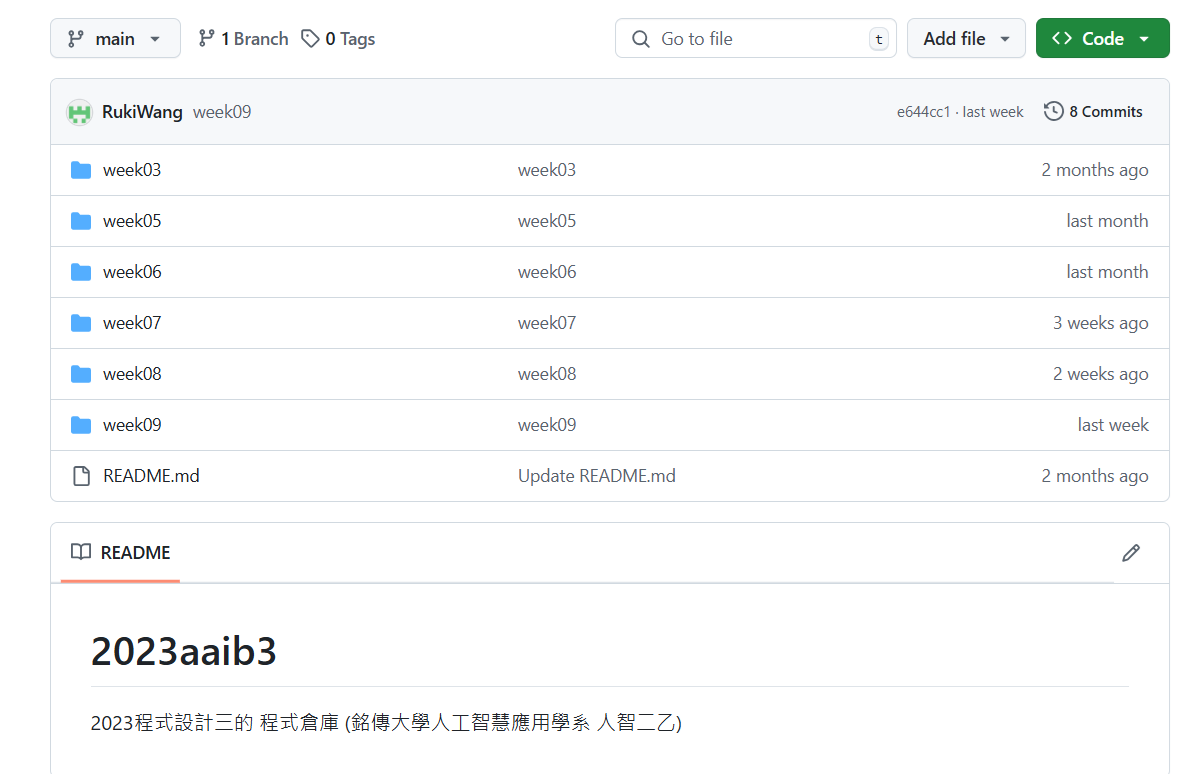 main 1 Branch 0 Tags Go to file t Add file Code
RukiWang week09 e644cc1 · last week 8 Commits
week03 week03 2 months ago
week05 week05 last month
week06 week06 last month
week07 week07 3 weeks ago
week08 week08 2 weeks ago
week09 week09 last week
README.md Update README.md 2 months ago
README
2023aaib3
2023程式設計三的 程式倉庫 (銘傳大學人工智慧應用學系 人智二乙)